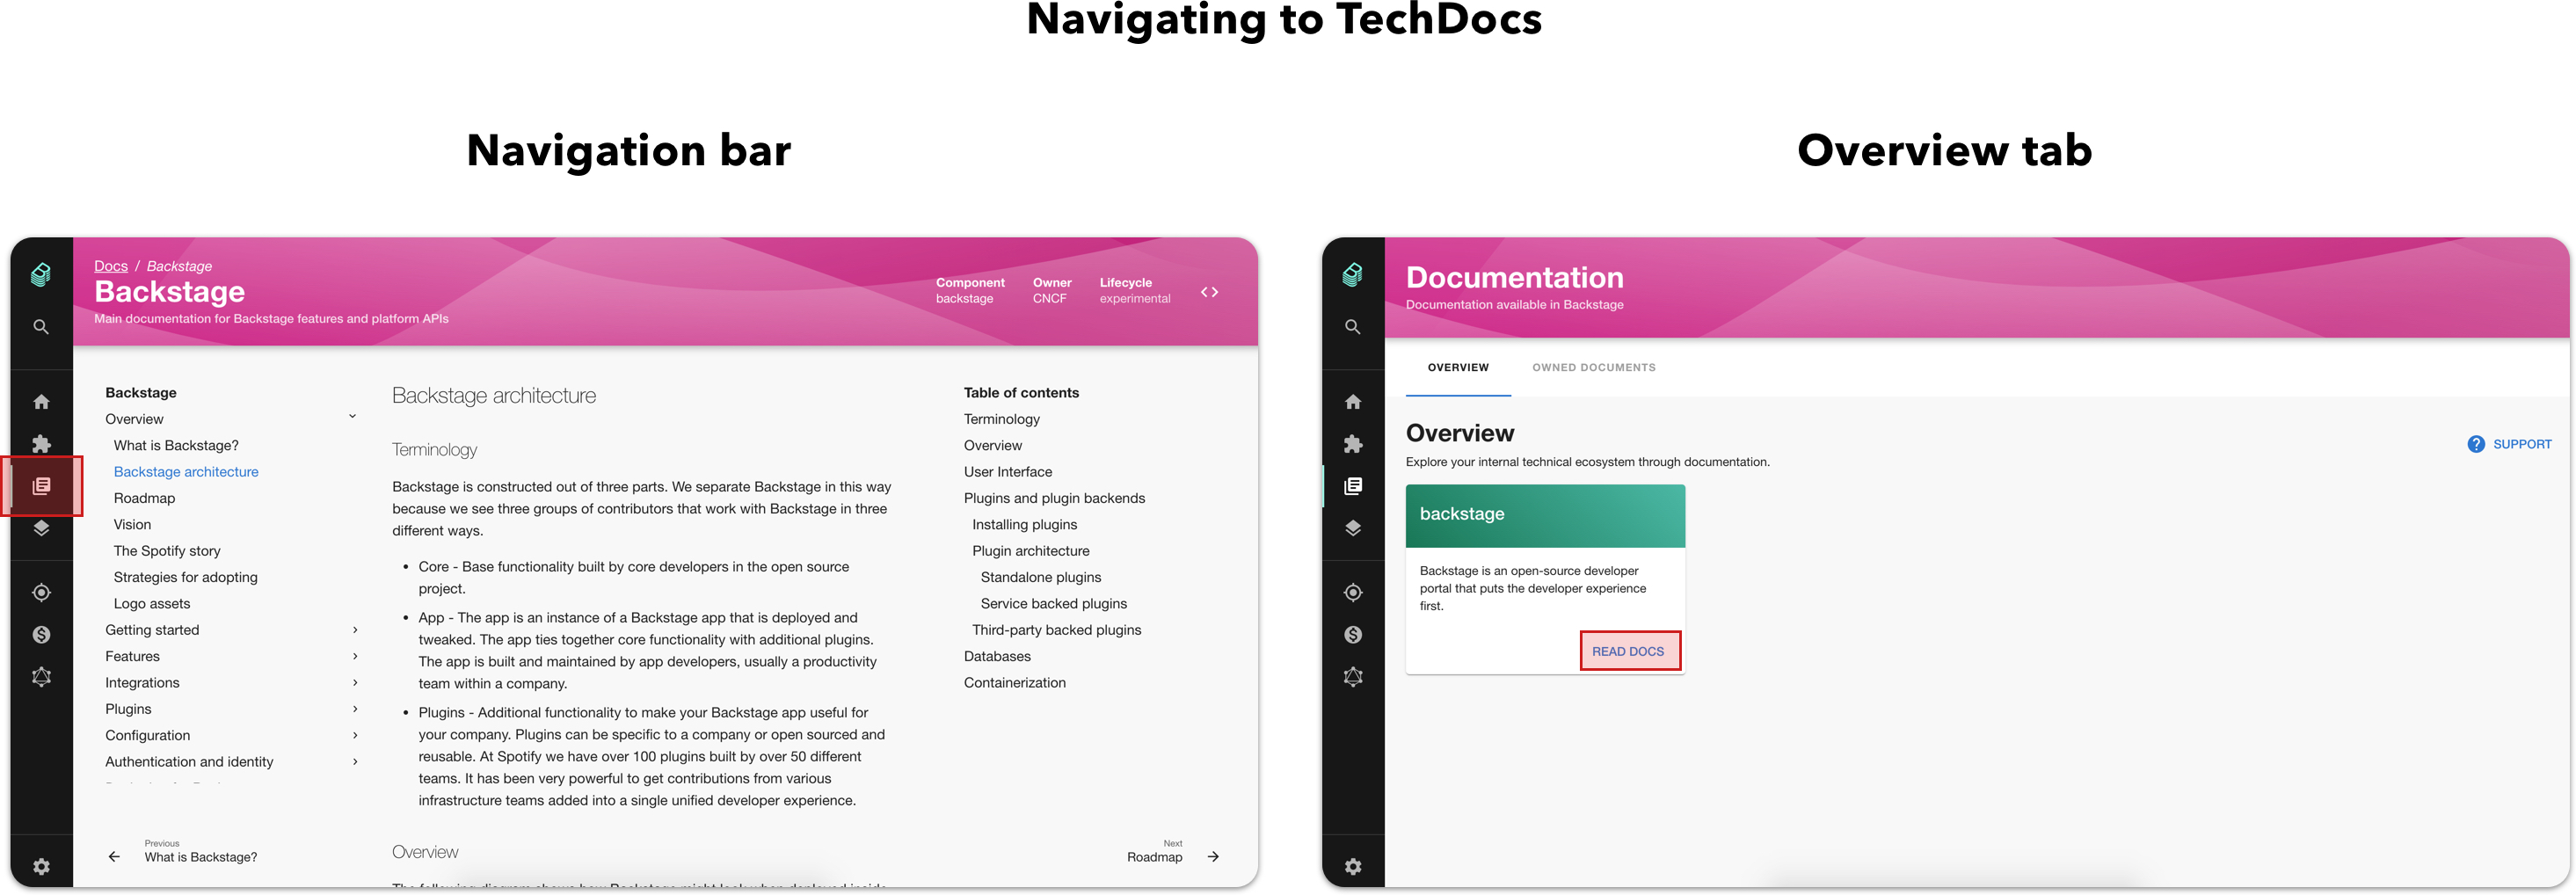 Navigating to TechDocs
Navigation bar
Docs / Backstage
Backstage
Main documentation for Backstage features and platform APIs
Component
backstage
Owner
CNCF
Lifecycle
experimental
Backstage
Overview
What is Backstage?
Backstage architecture
Roadmap
Vision
The Spotify story
Strategies for adopting
Logo assets
Getting started
Features
Integrations
Plugins
Configuration
Authentication and identity
Previous
What is Backstage?
Backstage architecture
Terminology
Backstage is constructed out of three parts. We separate Backstage in this way
because we see three groups of contributors that work with Backstage in three
different ways.
• Core - Base functionality built by core developers in the open source
project.
• App - The app is an instance of a Backstage app that is deployed and
tweaked. The app ties together core functionality with additional plugins.
The app is built and maintained by app developers, usually a productivity
team within a company.
• Plugins - Additional functionality to make your Backstage app useful for
your company. Plugins can be specific to a company or open sourced and
reusable. At Spotify we have over 100 plugins built by over 50 different
teams. It has been very powerful to get contributions from various
infrastructure teams added into a single unified developer experience.
Overview
The following diagram shows how Backstage might look when deployed inside
Table of contents
Terminology
Overview
User Interface
Plugins and plugin backends
Installing plugins
Plugin architecture
Standalone plugins
Service backed plugins
Third-party backed plugins
Databases
Containerization
Next
Roadmap
Overview tab
Documentation
Documentation available in Backstage
OVERVIEW
OWNED DOCUMENTS
Overview
Explore your internal technical ecosystem through documentation.
SUPPORT
backstage
Backstage is an open-source developer
portal that puts the developer experience
first.
READ DOCS